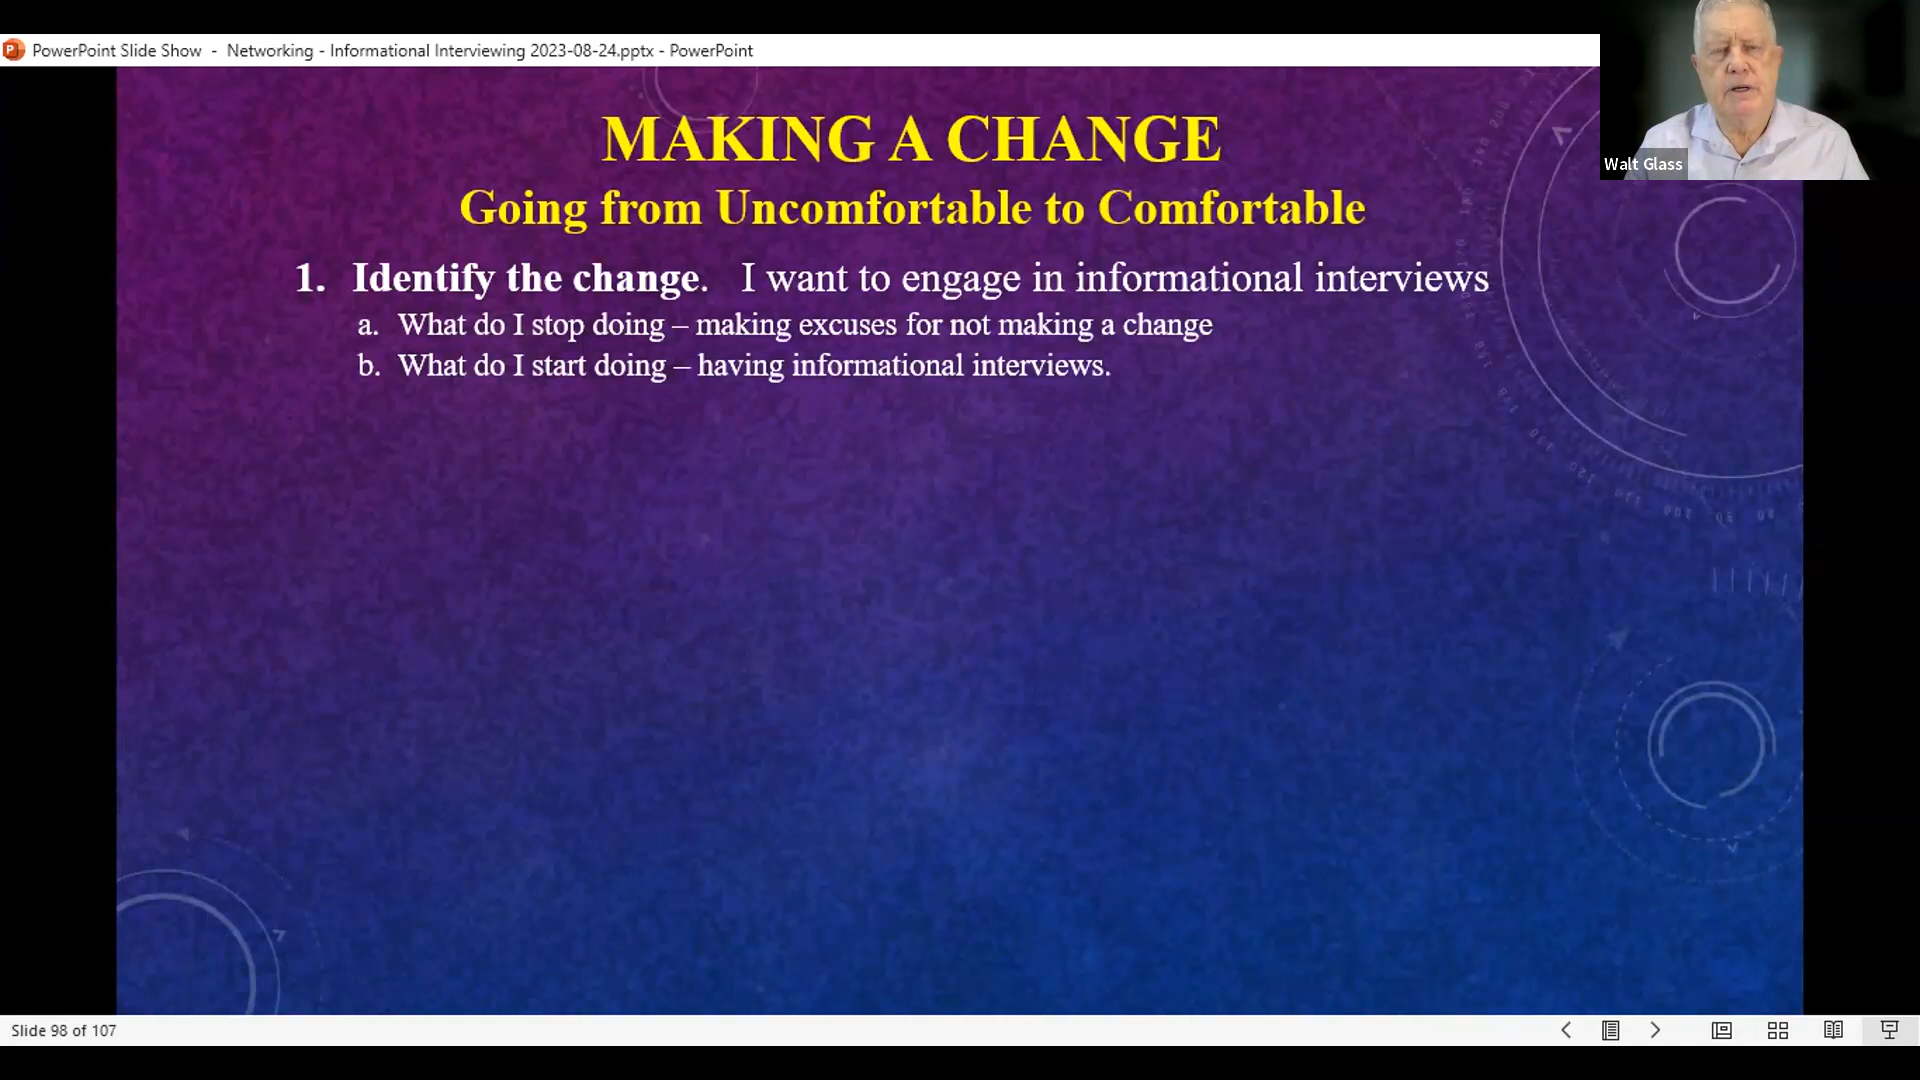 PowerPoint Slide Show - Networking - Informational Interviewing 2023-08-24.pptx - PowerPoint
Walt Glass
MAKING A CHANGE
Going from Uncomfortable to Comfortable
1. Identify the change. I want to engage in informational interviews
a. What do I stop doing – making excuses for not making a change
b. What do I start doing – having informational interviews.
Slide 98 of 107